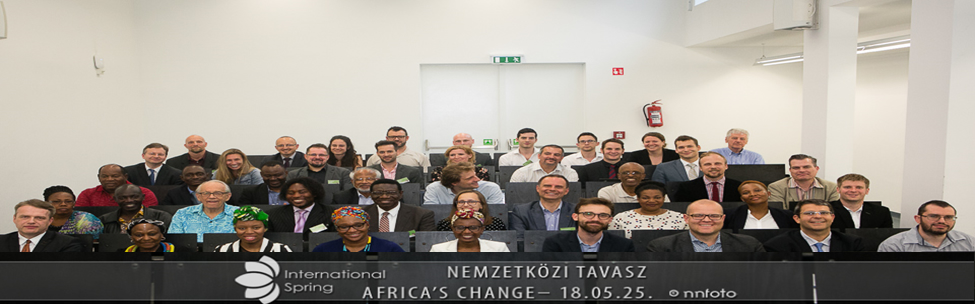 International
Spring
NEMZETKÖZI TAVASZ
AFRICA'S CHANGE– 18.05.25.
© nnfoto